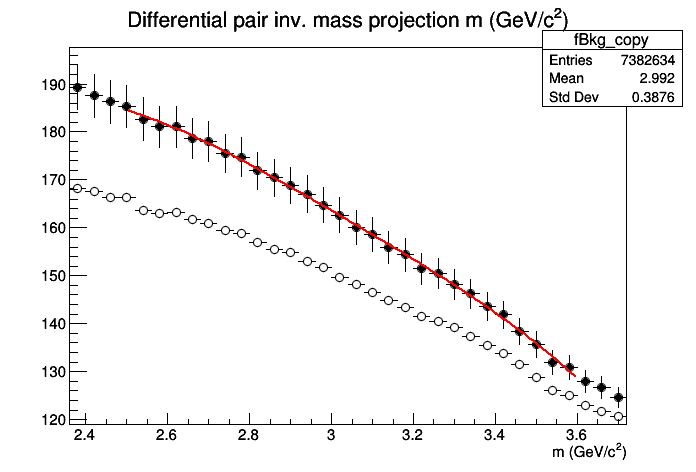 Differential pair inv. mass projection m (GeV/c²)
fBkg_copy
Entries 7382634
Mean 2.992
Std Dev 0.3876
190
180
170
160
150
140
130
120
2.4 2.6 2.8 3 3.2 3.4 3.6
m (GeV/c²)